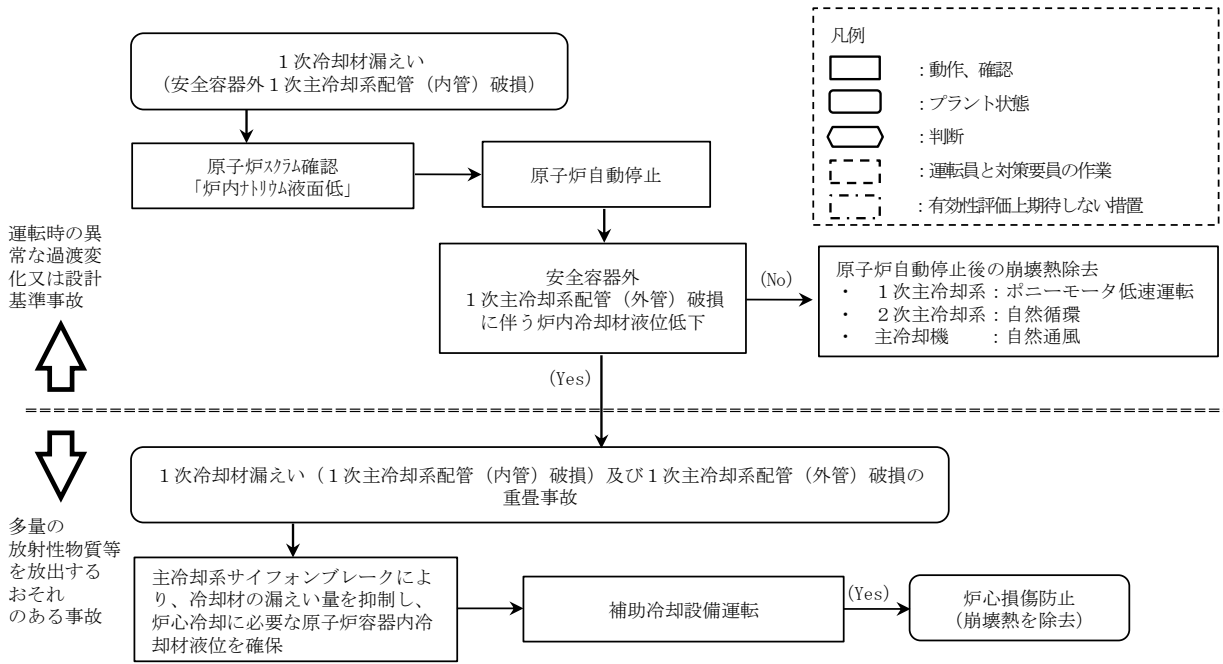 １次冷却材漏えい
（安全容器外１次主冷却系配管（内管）破損）
凡例
：動作、確認
：プラント状態
：判断
：運転員と対策要員の作業
：有効性評価上期待しない措置
原子炉ｽｸﾗﾑ確認
「炉内ﾅﾄﾘｳﾑ液面低」
原子炉自動停止
運転時の異
常な過渡変
化又は設計
基準事故
安全容器外
１次主冷却系配管（外管）破損
に伴う炉内冷却材液位低下
(No)
原子炉自動停止後の崩壊熱除去
・　１次主冷却系：ポニーモータ低速運転
・　２次主冷却系：自然循環
・　主冷却機　　：自然通風
(Yes)
１次冷却材漏えい（１次主冷却系配管（内管）破損）及び１次主冷却系配管（外管）破損の
重畳事故
多量の
放射性物質等
を放出する
おそれ
のある事故
主冷却系サイフォンブレークによ
り、冷却材の漏えい量を抑制し、
炉心冷却に必要な原子炉容器内冷
却材液位を確保
補助冷却設備運転
(Yes)
炉心損傷防止
（崩壊熱を除去）